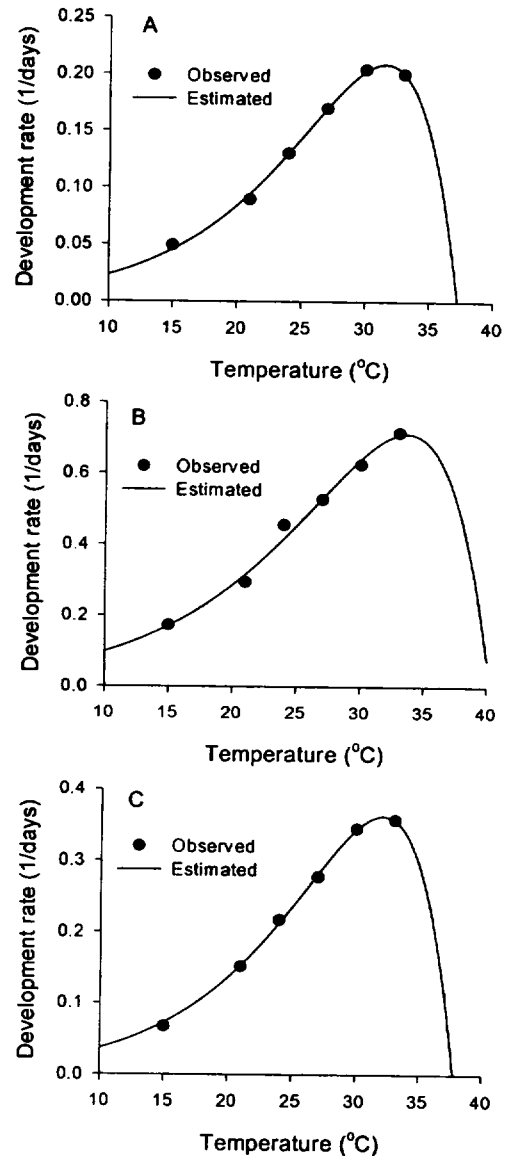 A
Observed
Estimated
0.25
0.20
0.15
0.10
0.05
0.00
Development rate (1/days)
10 15 20 25 30 35 40
Temperature (°C)
B
Observed
Estimated
0.8
0.6
0.4
0.2
0.0
Development rate (1/days)
10 15 20 25 30 35 40
Temperature (°C)
C
Observed
Estimated
0.4
0.3
0.2
0.1
0.0
Development rate (1/days)
10 15 20 25 30 35 40
Temperature (°C)